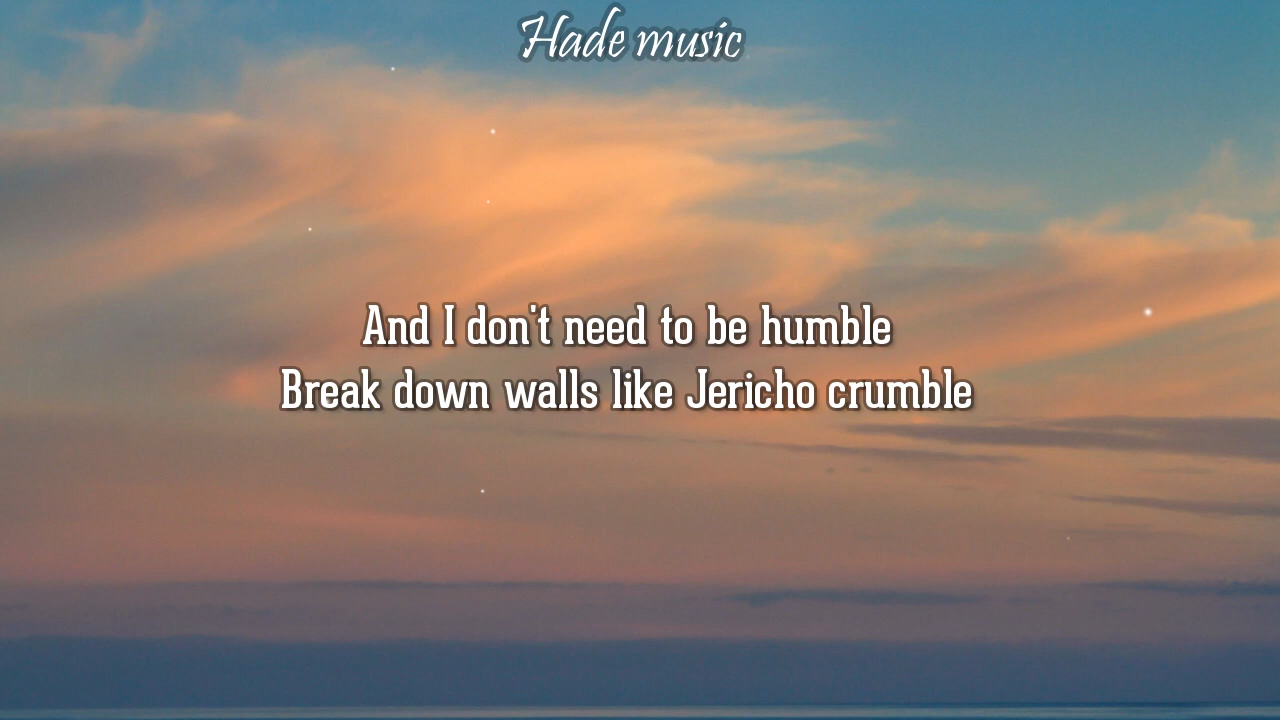 Hade music
And I don't need to be humble
Break down walls like Jericho crumble